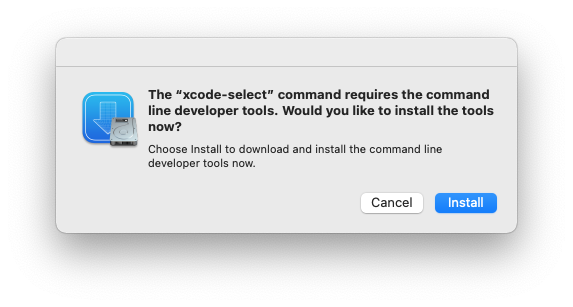 The “xcode-select” command requires the command
line developer tools. Would you like to install the tools
now?
Choose Install to download and install the command line
developer tools now.
Cancel
Install